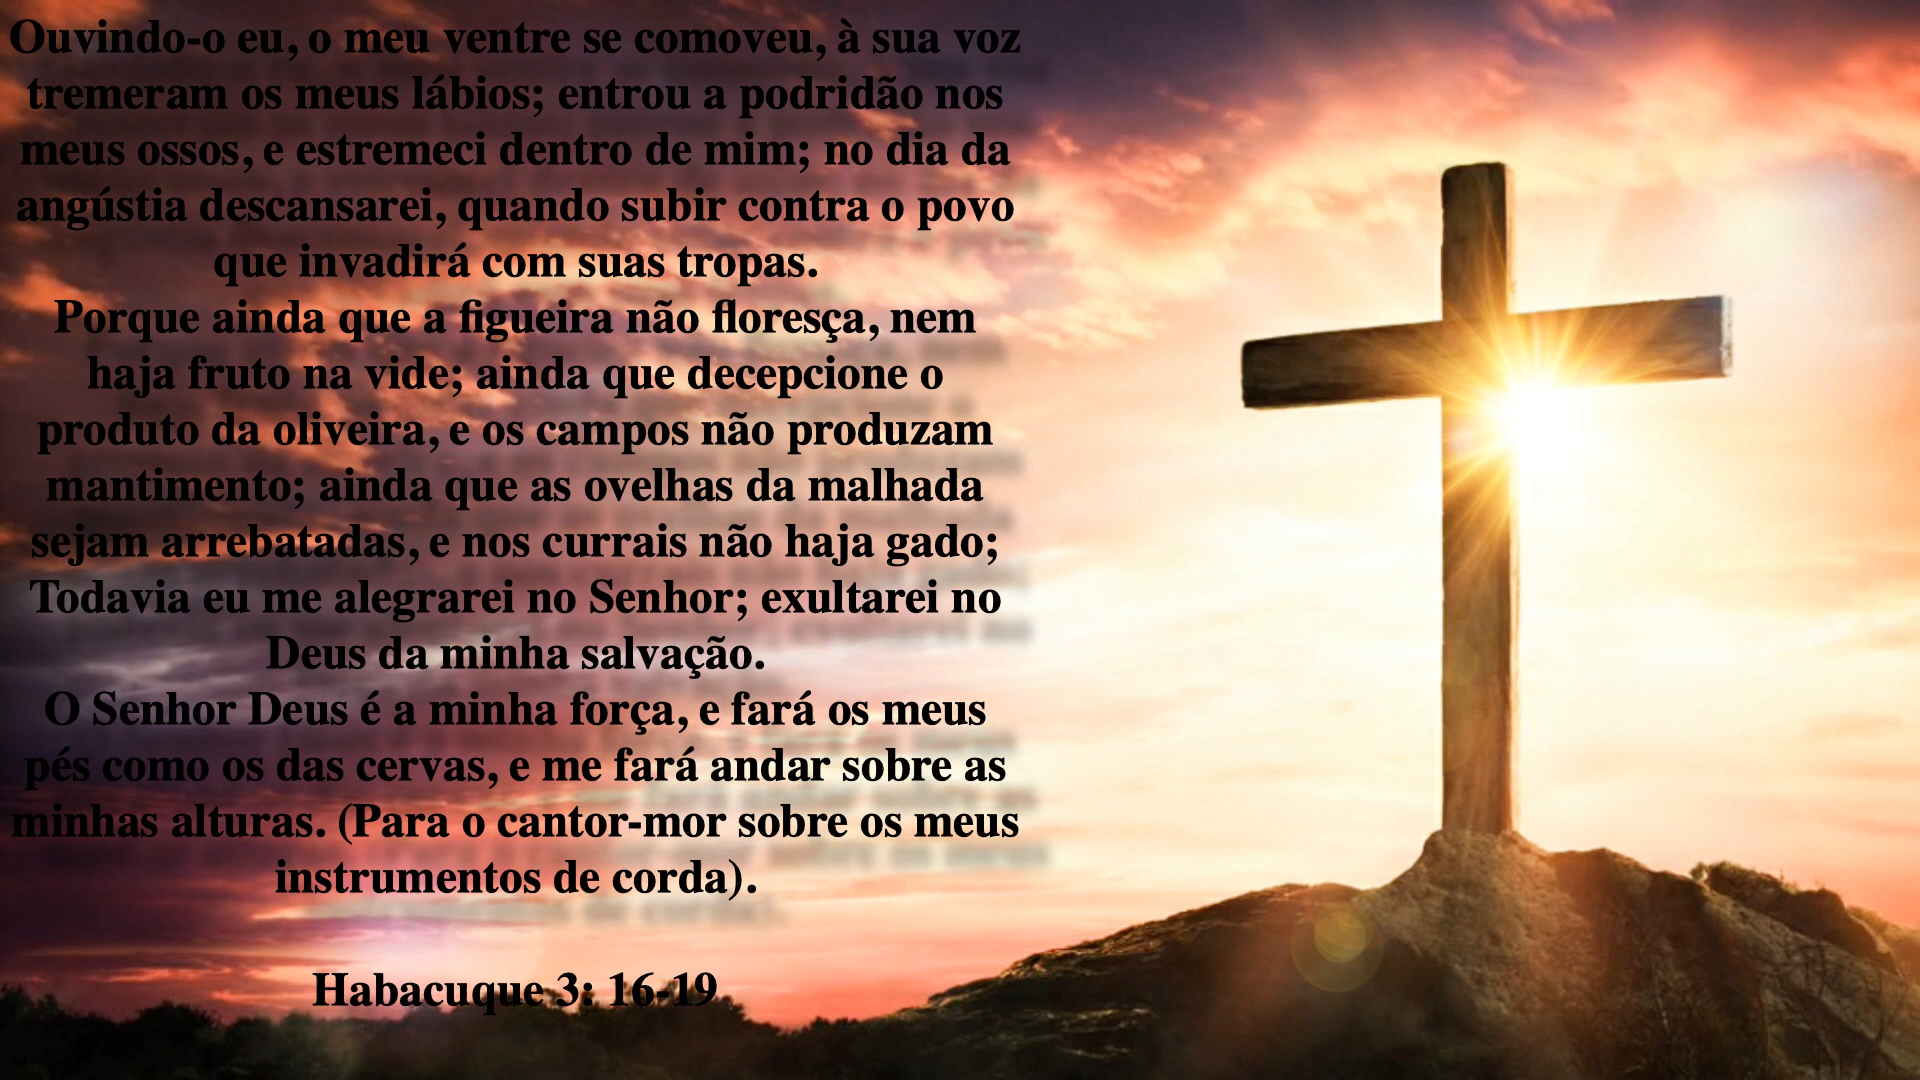 Ouvindo-o eu, o meu ventre se comoveu, à sua voz
tremeram os meus lábios; entrou a podridão nos
meus ossos, e estremeci dentro de mim; no dia da
angústia descansarei, quando subir contra o povo
que invadirá com suas tropas.
Porque ainda que a figueira não floresça, nem
haja fruto na vide; ainda que decepcione o
produto da oliveira, e os campos não produzam
mantimento; ainda que as ovelhas da malhada
sejam arrebatadas, e nos currais não haja gado;
Todavia eu me alegrarei no Senhor; exultarei no
Deus da minha salvação.
O Senhor Deus é a minha força, e fará os meus
pés como os das cervas, e me fará andar sobre as
minhas alturas. (Para o cantor-mor sobre os meus
instrumentos de corda).
Habacuque 3: 16-19